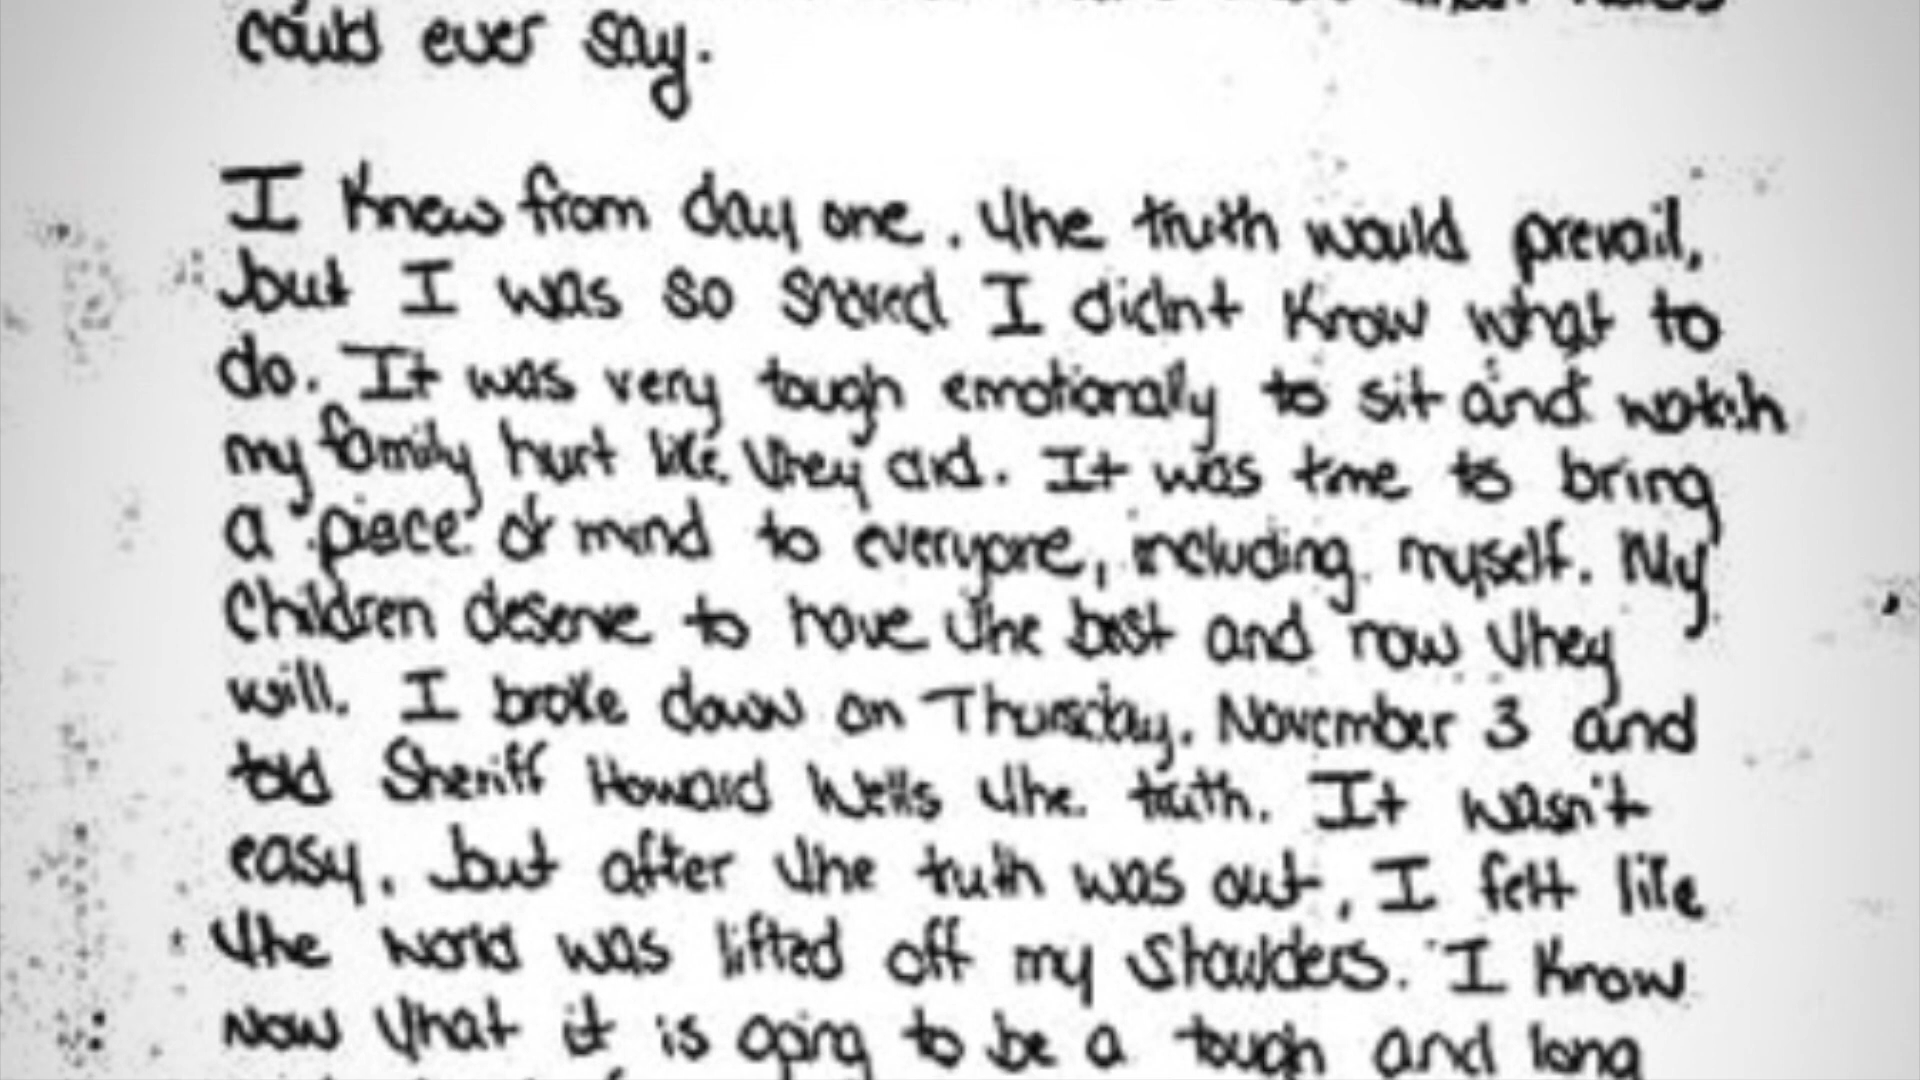 could ever say.
I knew from day one. the truth would prevail,
but I was so scared I didnt know what to
do. It was very tough emotionally to sit and watch
my family hurt like they did. It was time to bring
a piece of mind to everyone, including myself. My
Children deserve to have the best and now they
will. I broke down on Thursday, November 3 and
told Sheriff Howard Wells the truth. It wasn't
easy, but after the truth was out, I felt like
the world was lifted off my shoulders. I know
now that it is going to be a tough and long